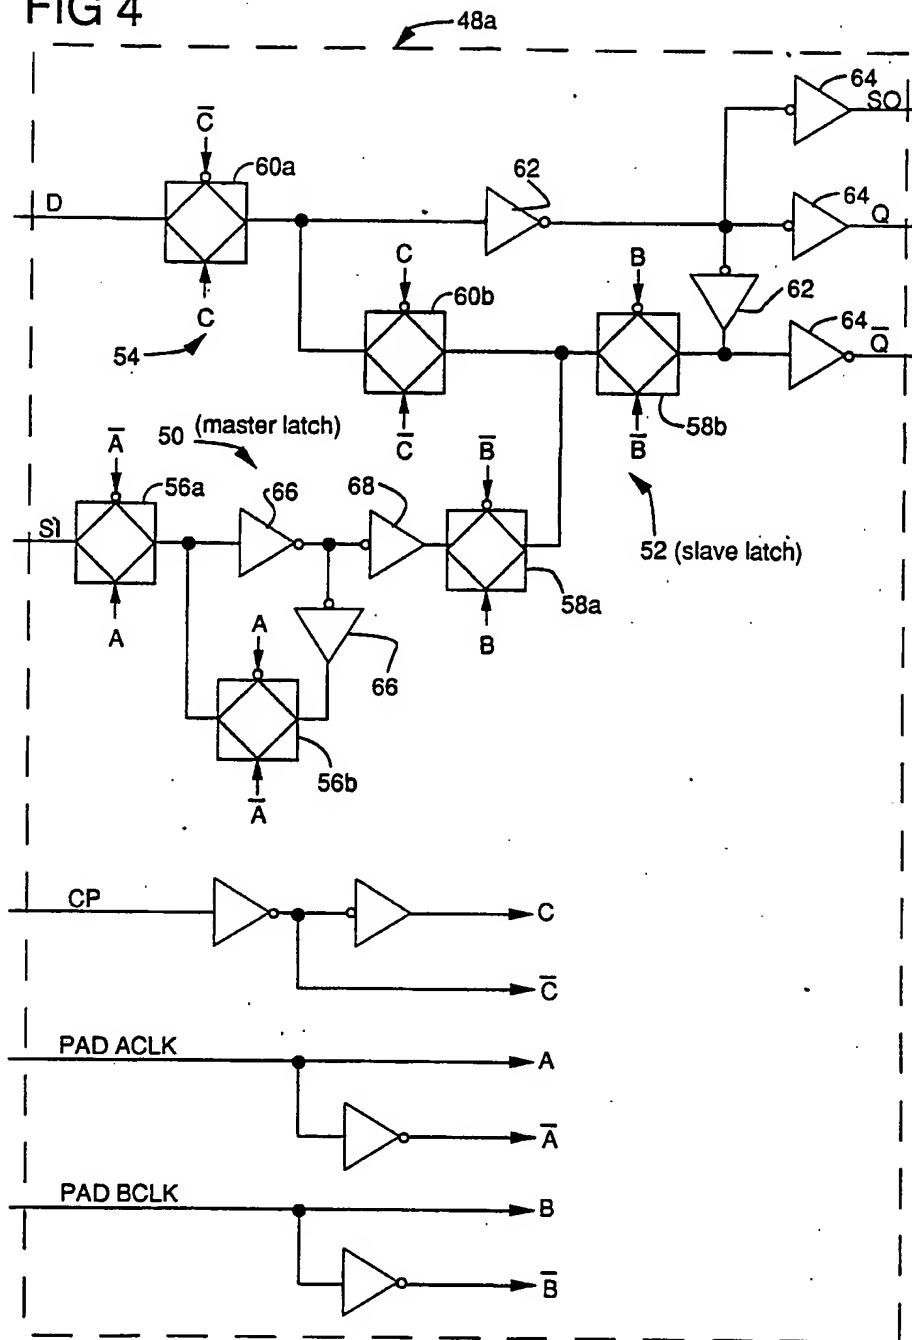 FIG 4
48a
64
SO
C̅
60a
D
62
64
Q
C
B
60b
62
C
54
64
Q̅
50 (master latch)
C̅
B̅
58b
A̅
B̅
56a
66
68
SI
52 (slave latch)
58a
A
A
B
66
56b
A̅
CP
C
C̅
PAD ACLK
A
A̅
PAD BCLK
B
B̅